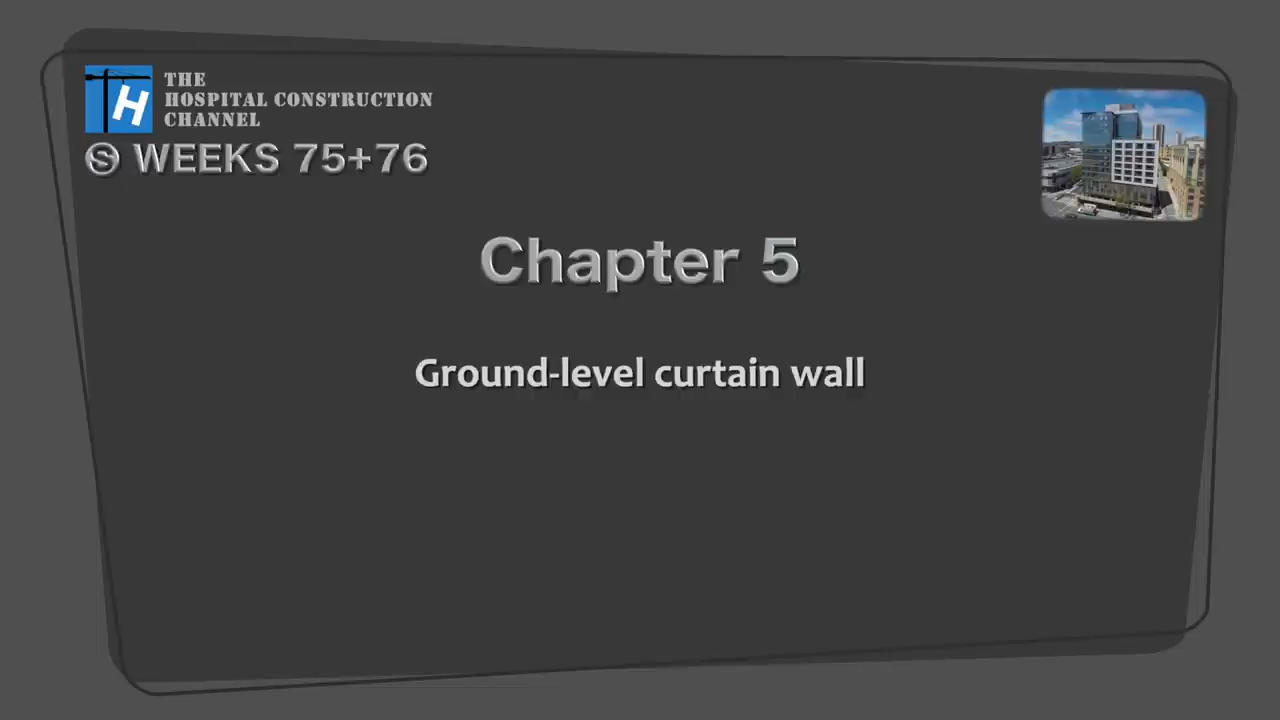 THE
HOSPITAL CONSTRUCTION
CHANNEL
Ⓢ WEEKS 75+76
Chapter 5
Ground-level curtain wall